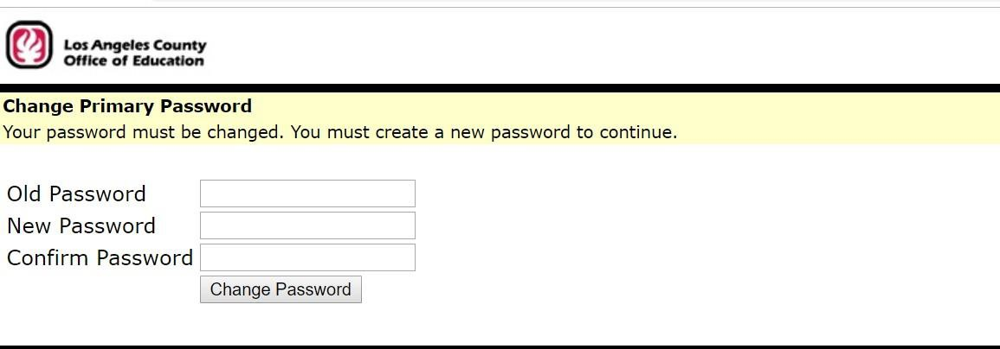 Los Angeles County
Office of Education
Change Primary Password
Your password must be changed. You must create a new password to continue.
Old Password
New Password
Confirm Password
Change Password